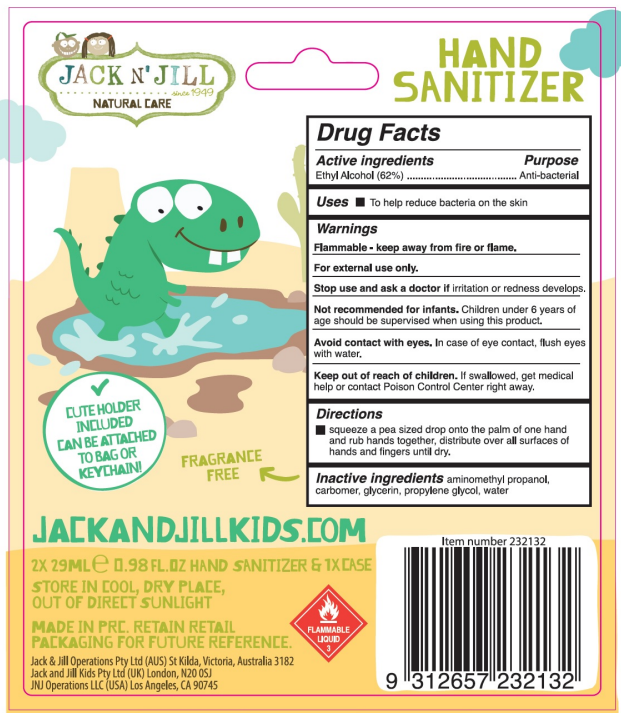 JACK N' JILL
since 1949
NATURAL CARE
HAND
SANITIZER
Drug Facts
Active ingredients Purpose
Ethyl Alcohol (62%) ................................... Anti-bacterial
Uses ■ To help reduce bacteria on the skin
Warnings
Flammable - keep away from fire or flame.
For external use only.
Stop use and ask a doctor if irritation or redness develops.
Not recommended for infants. Children under 6 years of
age should be supervised when using this product.
Avoid contact with eyes. In case of eye contact, flush eyes
with water.
Keep out of reach of children. If swallowed, get medical
help or contact Poison Control Center right away.
Directions
■ squeeze a pea sized drop onto the palm of one hand
and rub hands together, distribute over all surfaces of
hands and fingers until dry.
Inactive ingredients aminomethyl propanol,
carbomer, glycerin, propylene glycol, water
✓
CUTE HOLDER
INCLUDED
CAN BE ATTACHED
TO BAG OR
KEYCHAIN!
FRAGRANCE
FREE
JACKANDJILLKIDS.COM
2X 29ML℮ 0.98 FL.OZ HAND SANITIZER & 1X CASE
STORE IN COOL, DRY PLACE,
OUT OF DIRECT SUNLIGHT
MADE IN PRC. RETAIN RETAIL
PACKAGING FOR FUTURE REFERENCE.
Jack & Jill Operations Pty Ltd (AUS) St Kilda, Victoria, Australia 3182
Jack and Jill Kids Pty Ltd (UK) London, N20 0SJ
JNJ Operations LLC (USA) Los Angeles, CA 90745
FLAMMABLE
LIQUID
3
Item number 232132
9 312657 232132